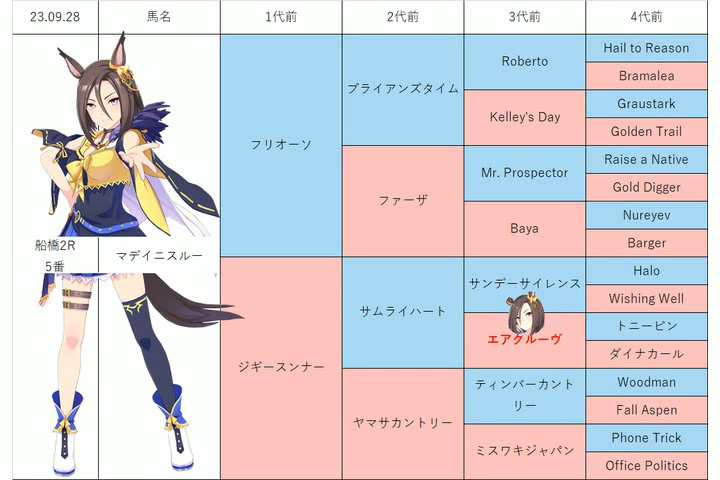 23.09.28 馬名 1代前 2代前 3代前 4代前
船橋2R
5番
マデイニスルー
フリオーソ
ジギースンナー
ブライアンズタイム
ファーザ
サムライハート
ヤマサカントリー
Roberto
Kelley's Day
Mr. Prospector
Baya
サンデーサイレンス
エアグルーヴ
ティンバーカント
リー
ミスワキジャパン
Hail to Reason
Bramalea
Graustark
Golden Trail
Raise a Native
Gold Digger
Nureyev
Barger
Halo
Wishing Well
トニービン
ダイナカール
Woodman
Fall Aspen
Phone Trick
Office Politics